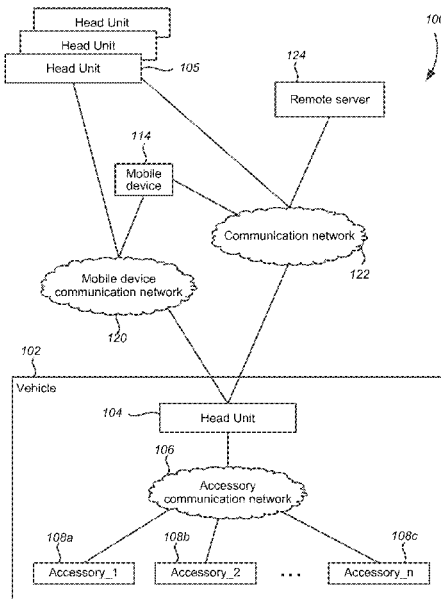 Head Unit
Head Unit
Head Unit
105
124
Remote server
114
Mobile
device
Communication network
122
Mobile device
communication network
120
102
Vehicle
104
Head Unit
106
Accessory
communication network
108a
108b
108c
Accessory_1
Accessory_2
...
Accessory_n